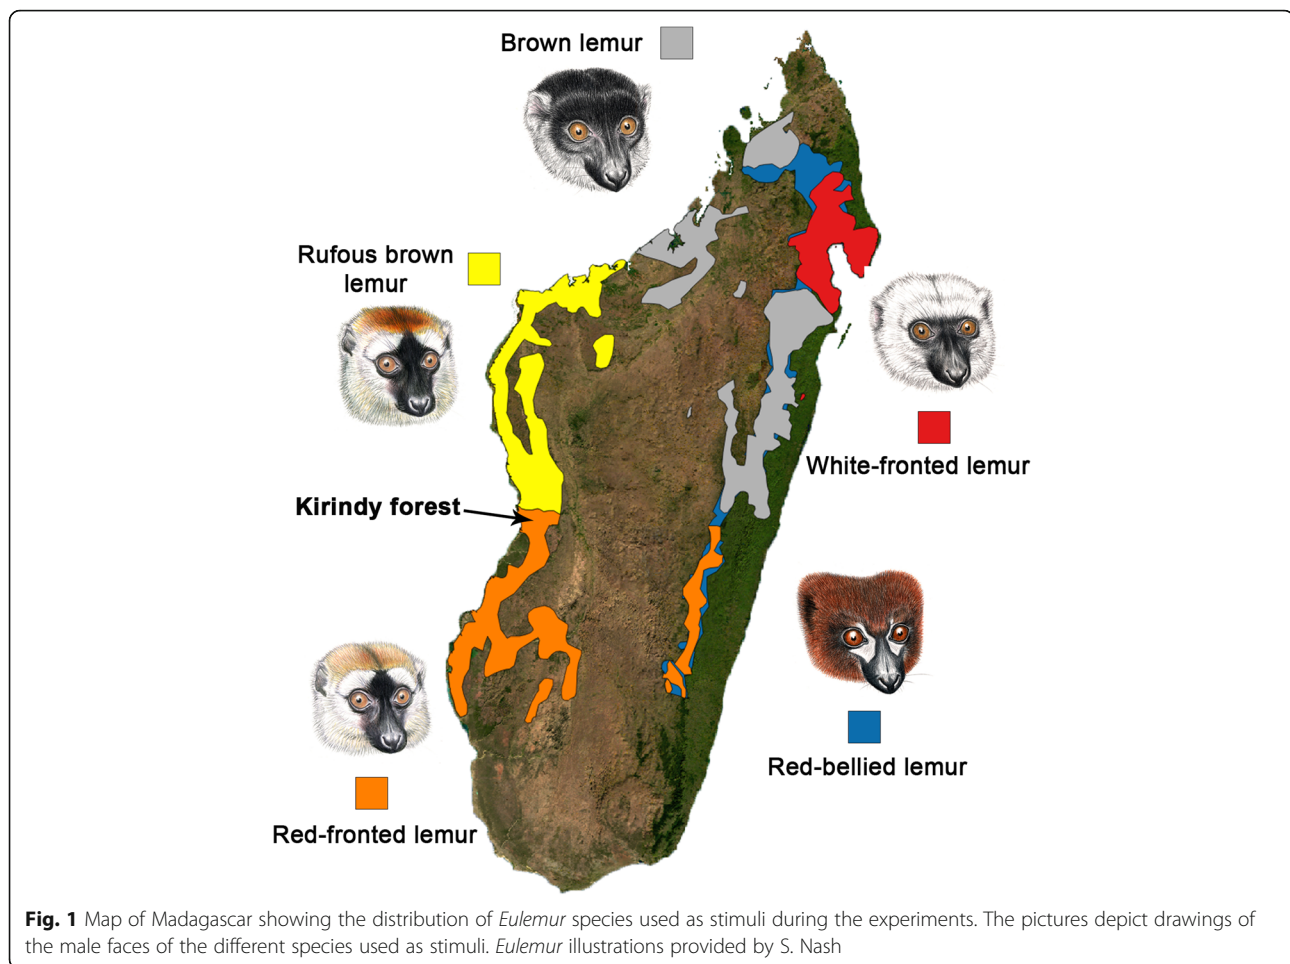 Brown lemur
Rufous brown
lemur
White-fronted lemur
Kirindy forest
Red-bellied lemur
Red-fronted lemur
Fig. 1 Map of Madagascar showing the distribution of Eulemur species used as stimuli during the experiments. The pictures depict drawings of
the male faces of the different species used as stimuli. Eulemur illustrations provided by S. Nash